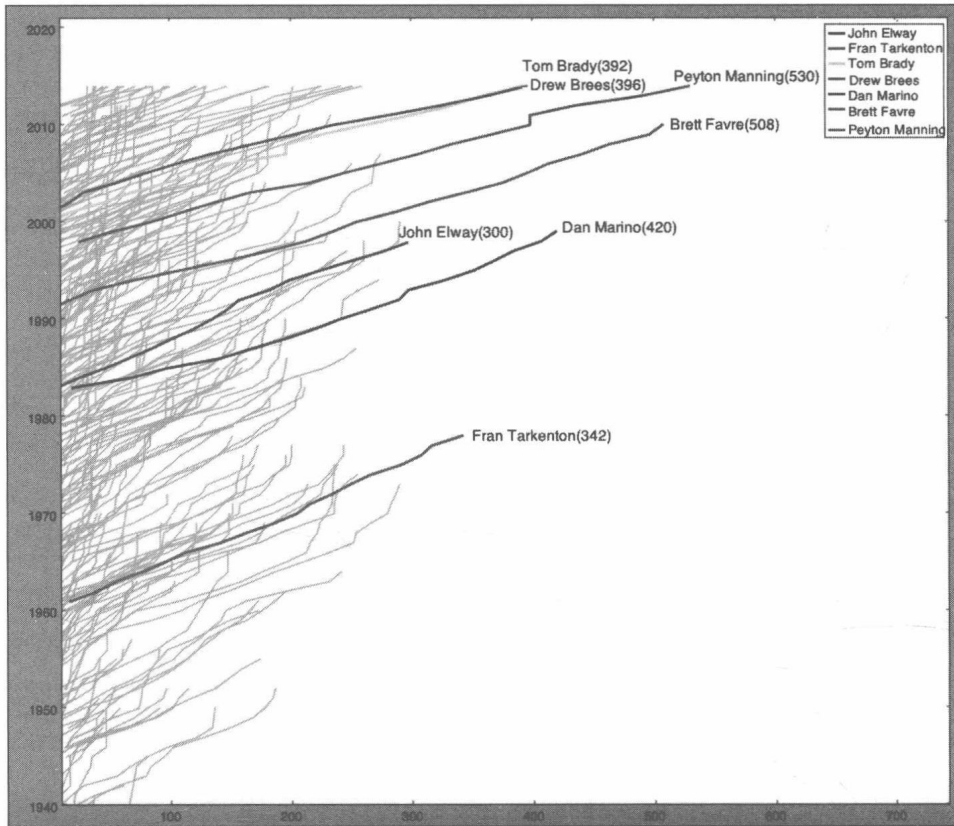 2020
2010
2000
1990
1980
1970
1960
1950
1940
100
200
300
400
500
600
700
John Elway
Fran Tarkenton
Tom Brady
Drew Brees
Dan Marino
Brett Favre
Peyton Manning
Tom Brady(392)
Drew Brees(396)
Peyton Manning(530)
Brett Favre(508)
John Elway(300)
Dan Marino(420)
Fran Tarkenton(342)